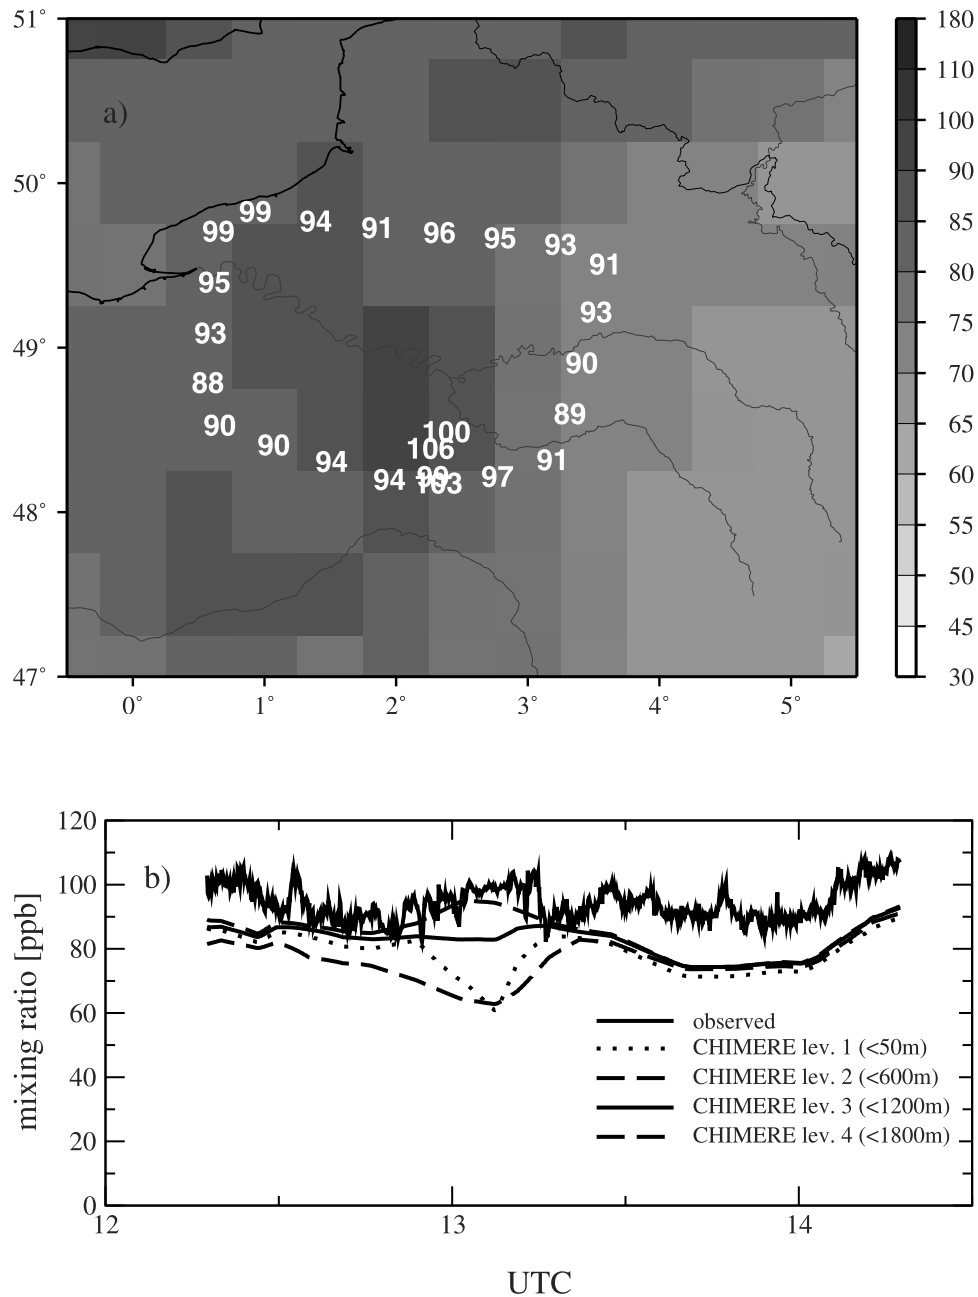 51° 180
110
a) 100
90
50° 85
99 99 94 91 96 95 93 91 80
95 75
93 93
49° 70
88 90
90 89 65
90 94 100
106
94 99 103 97 91 60
48° 55
50
45
47° 30
0° 1° 2° 3° 4° 5°
120
b)
100
80
60
40
20
0
mixing ratio [ppb]
observed
CHIMERE lev. 1 (<50m)
CHIMERE lev. 2 (<600m)
CHIMERE lev. 3 (<1200m)
CHIMERE lev. 4 (<1800m)
12 13 14
UTC